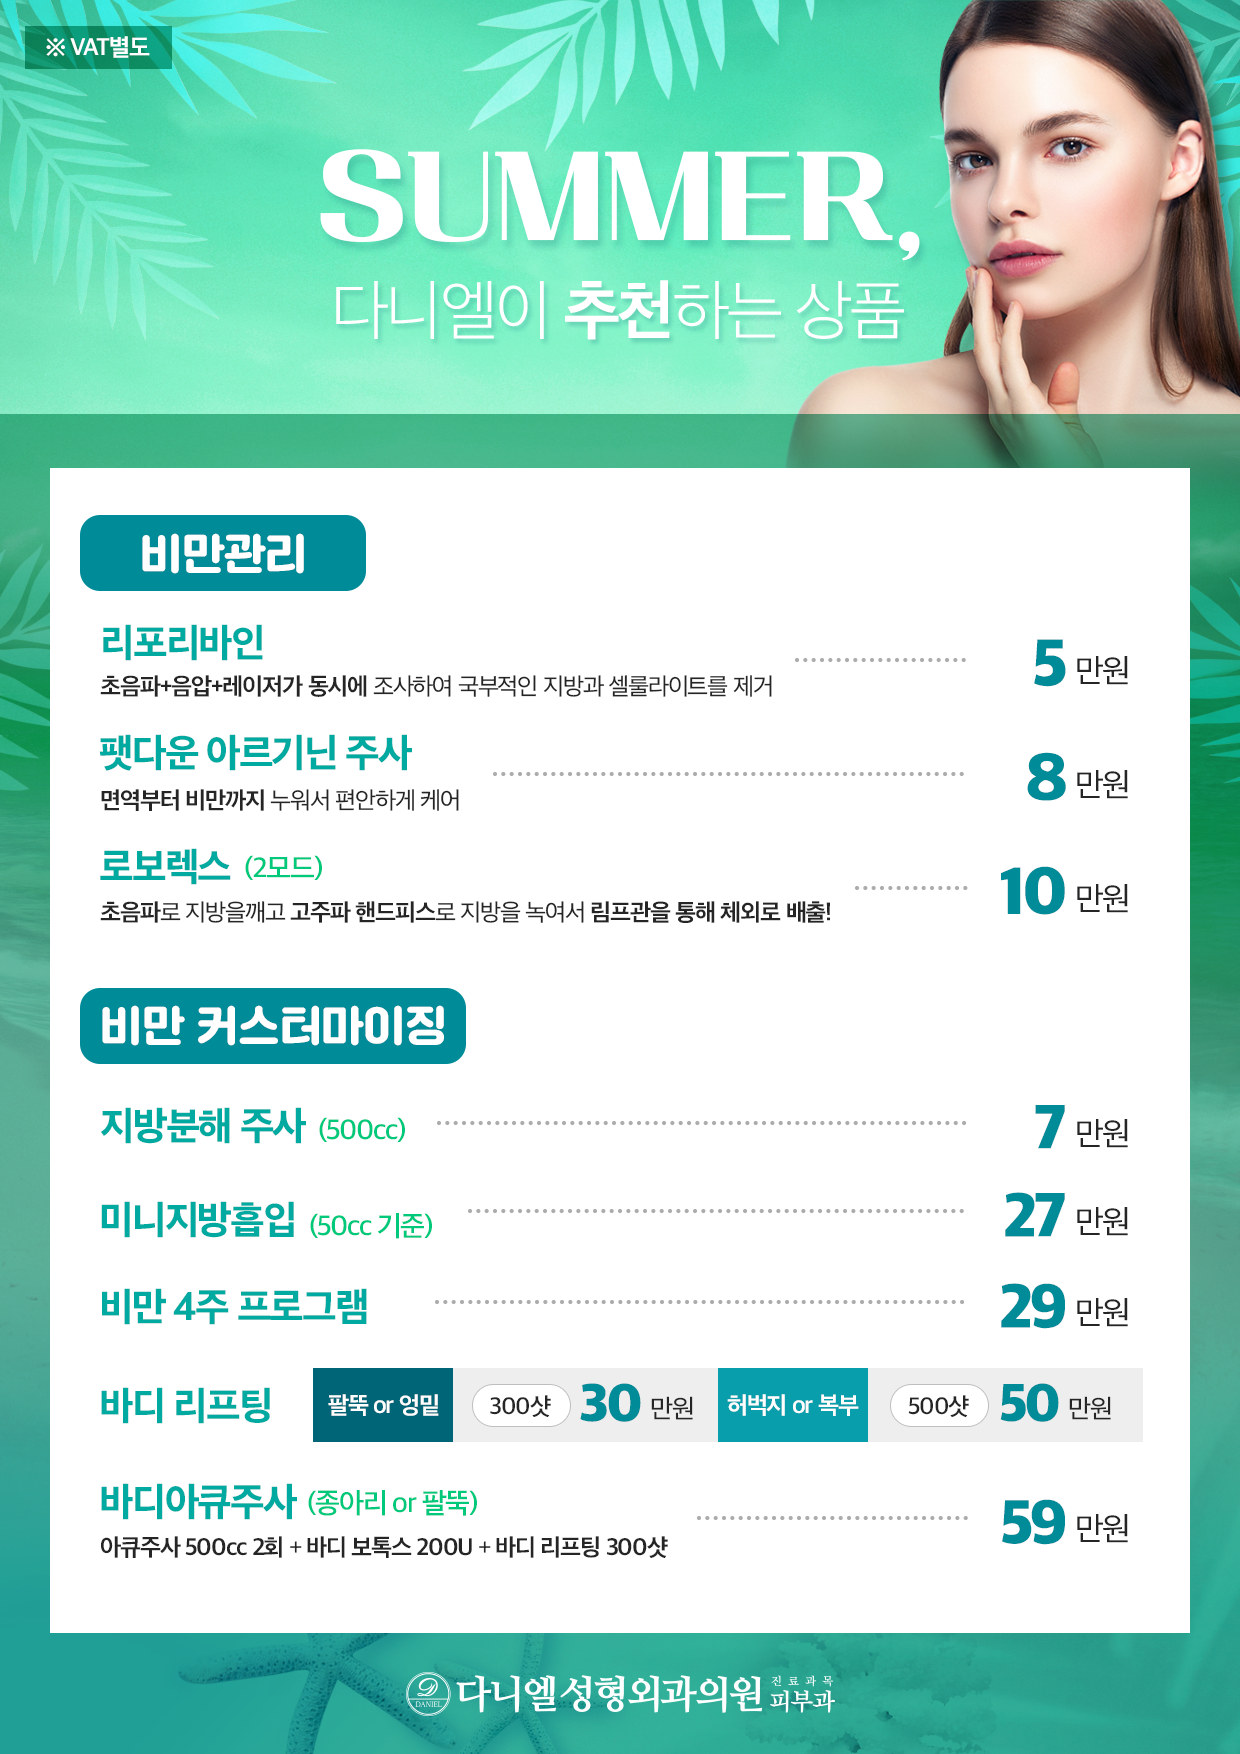 ※ VAT별도
SUMMER,
다니엘이 추천하는 상품
비만관리
리포리바인
초음파+음압+레이저가 동시에 조사하여 국부적인 지방과 셀룰라이트를 제거
5 만원
팻다운 아르기닌 주사
면역부터 비만까지 누워서 편안하게 케어
8 만원
로보렉스 (2모드)
초음파로 지방을깨고 고주파 핸드피스로 지방을 녹여서 림프관을 통해 체외로 배출!
10 만원
비만 커스터마이징
지방분해 주사 (500cc) 7 만원
미니지방흡입 (50cc 기준) 27 만원
비만 4주 프로그램 29 만원
바디 리프팅 팔뚝 or 엉밑 300샷 30 만원 허벅지 or 복부 500샷 50 만원
바디아큐주사 (종아리 or 팔뚝)
아큐주사 500cc 2회 + 바디 보톡스 200U + 바디 리프팅 300샷
59 만원
DANIEL 다니엘성형외과의원 진료과목 피부과